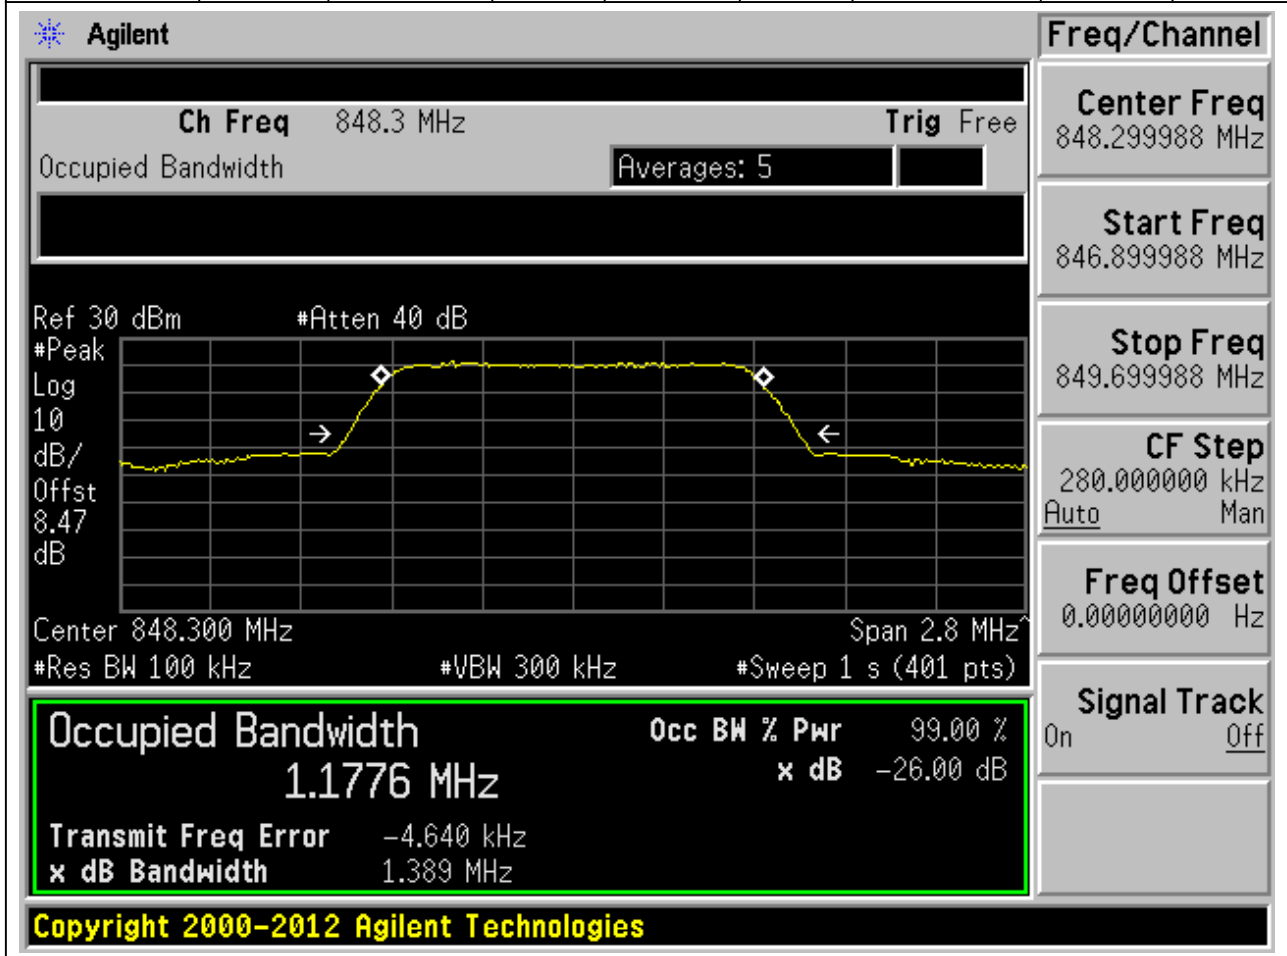 Agilent
Freq/Channel
Ch Freq 848.3 MHz Trig Free
Occupied Bandwidth Averages: 5
Center Freq
848.299988 MHz
Start Freq
846.899988 MHz
Stop Freq
849.699988 MHz
CF Step
280.000000 kHz
Auto Man
Freq Offset
0.00000000 Hz
Signal Track
On Off
Ref 30 dBm #Atten 40 dB
#Peak
Log
10
dB/
Offst
8.47
dB
Center 848.300 MHz Span 2.8 MHz^
#Res BW 100 kHz #VBW 300 kHz #Sweep 1 s (401 pts)
Occupied Bandwidth Occ BW % Pwr 99.00 %
1.1776 MHz x dB -26.00 dB
Transmit Freq Error -4.640 kHz
x dB Bandwidth 1.389 MHz
Copyright 2000-2012 Agilent Technologies